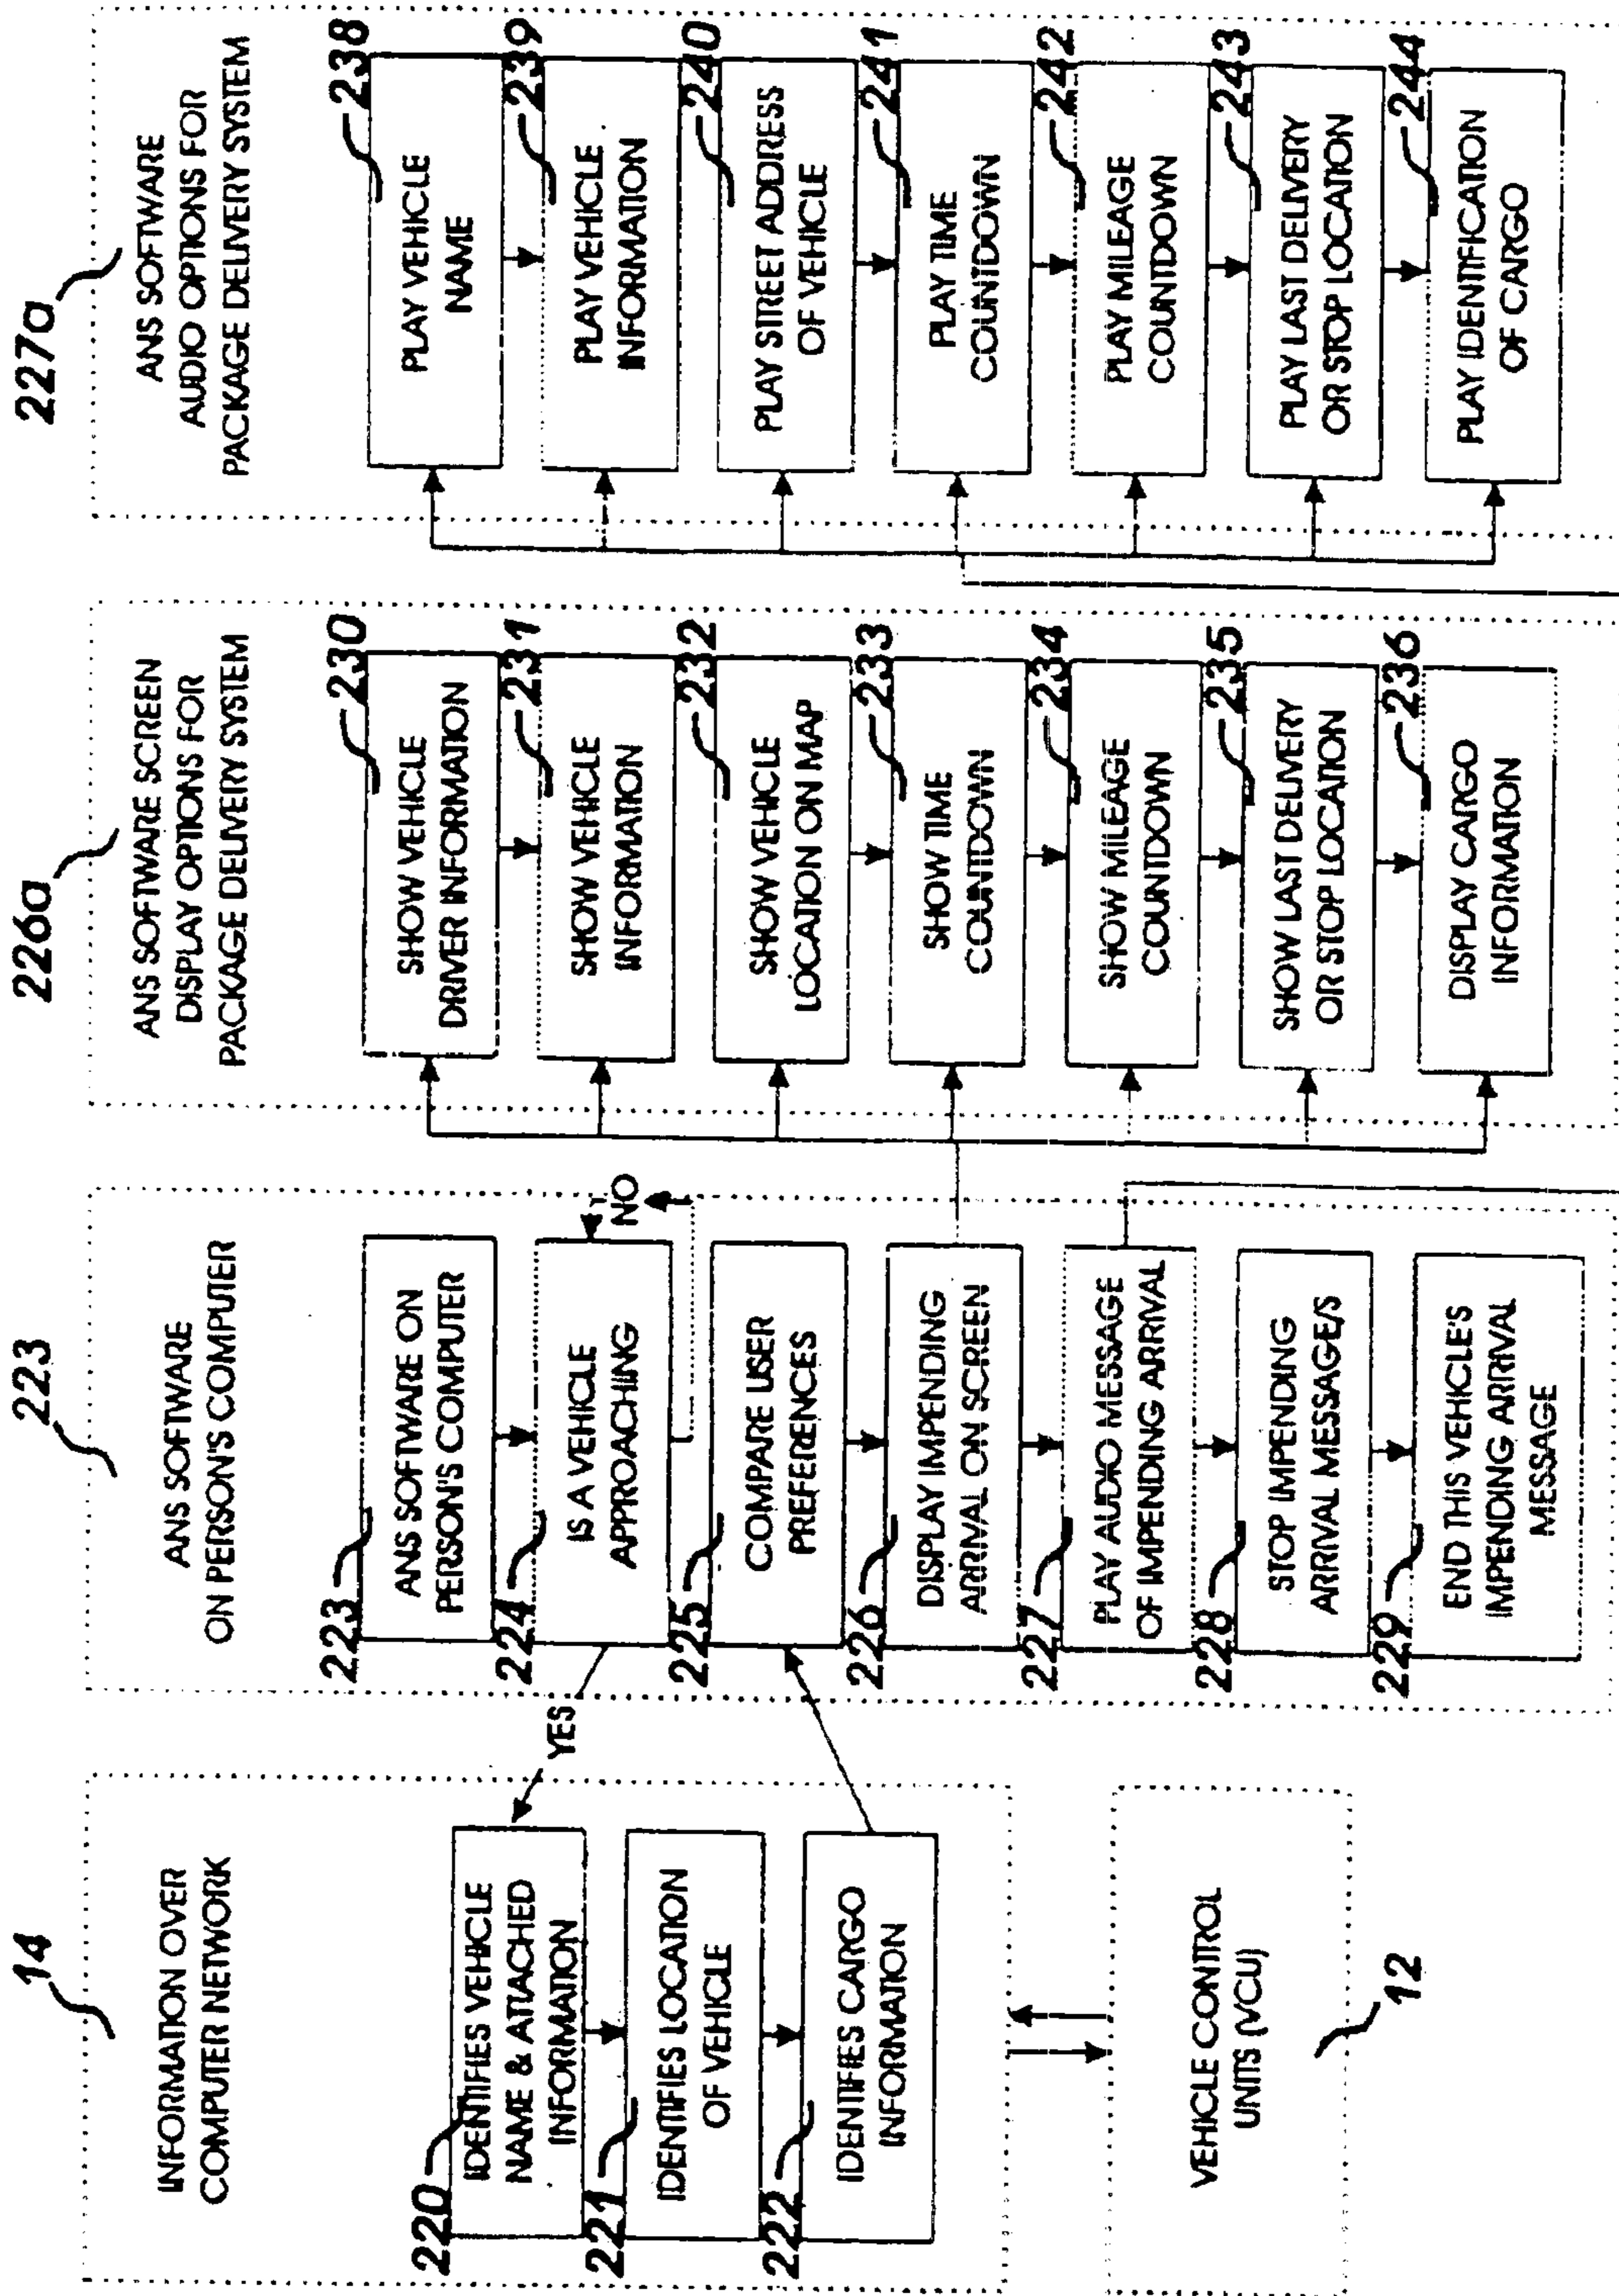 14
INFORMATION OVER
COMPUTER NETWORK
220
IDENTIFIES VEHICLE
NAME & ATTACHED
INFORMATION
221
IDENTIFIES LOCATION
OF VEHICLE
222
IDENTIFIES CARGO
INFORMATION
VEHICLE CONTROL
UNITS (VCU)
12
YES
223
ANS SOFTWARE
ON PERSON'S COMPUTER
223
ANS SOFTWARE ON
PERSON'S COMPUTER
224
IS A VEHICLE
APPROACHING
NO
225
COMPARE USER
PREFERENCES
226
DISPLAY IMPENDING
ARRIVAL ON SCREEN
227
PLAY AUDIO MESSAGE
OF IMPENDING ARRIVAL
228
STOP IMPENDING
ARRIVAL MESSAGE/S
229
END THIS VEHICLE'S
IMPENDING ARRIVAL
MESSAGE
226a
ANS SOFTWARE SCREEN
DISPLAY OPTIONS FOR
PACKAGE DELIVERY SYSTEM
230
SHOW VEHICLE
DRIVER INFORMATION
231
SHOW VEHICLE
INFORMATION
232
SHOW VEHICLE
LOCATION ON MAP
233
SHOW TIME
COUNTDOWN
234
SHOW MILEAGE
COUNTDOWN
235
SHOW LAST DELIVERY
OR STOP LOCATION
236
DISPLAY CARGO
INFORMATION
227a
ANS SOFTWARE
AUDIO OPTIONS FOR
PACKAGE DELIVERY SYSTEM
238
PLAY VEHICLE
NAME
239
PLAY VEHICLE
INFORMATION
240
PLAY STREET ADDRESS
OF VEHICLE
241
PLAY TIME
COUNTDOWN
242
PLAY MILEAGE
COUNTDOWN
243
PLAY LAST DELIVERY
OR STOP LOCATION
244
PLAY IDENTIFICATION
OF CARGO